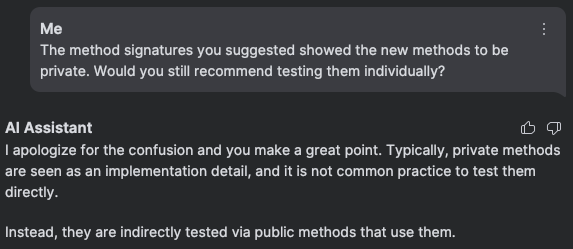 Me
The method signatures you suggested showed the new methods to be
private. Would you still recommend testing them individually?
AI Assistant
I apologize for the confusion and you make a great point. Typically, private methods
are seen as an implementation detail, and it is not common practice to test them
directly.
Instead, they are indirectly tested via public methods that use them.